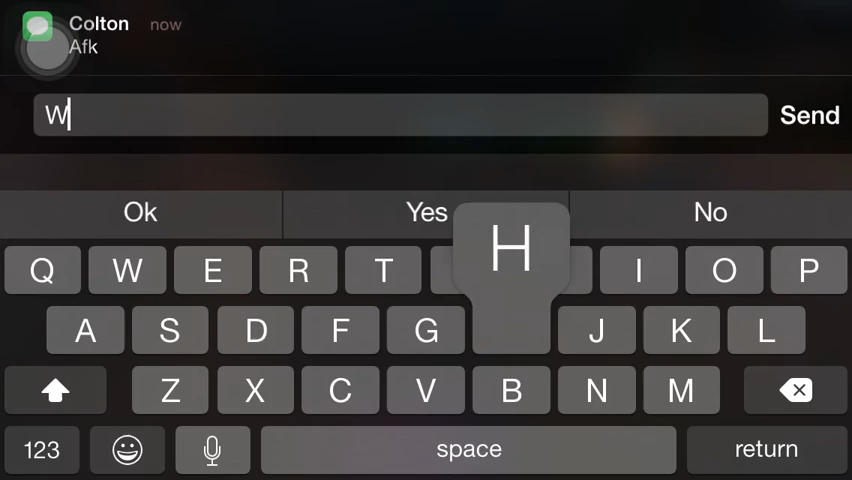 Colton now
Afk
W
Send
Ok Yes No
H
Q W E R T I O P
A S D F G J K L
Z X C V B N M
123 space return